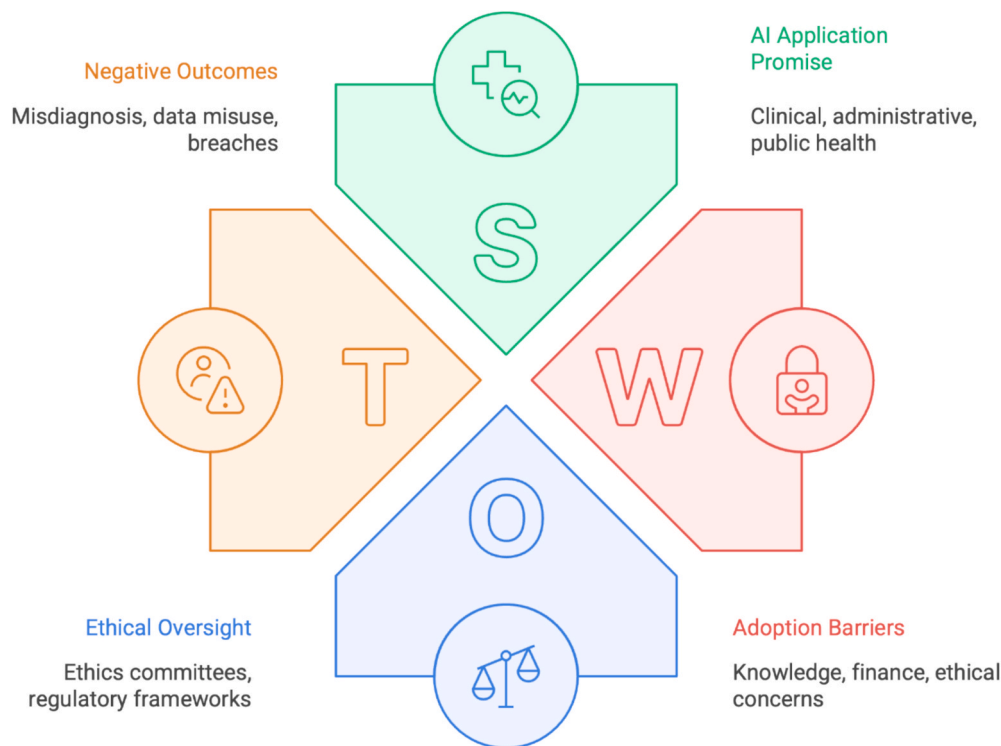 Negative Outcomes
Misdiagnosis, data misuse,
breaches
AI Application
Promise
Clinical, administrative,
public health
S
T
W
O
Ethical Oversight
Ethics committees,
regulatory frameworks
Adoption Barriers
Knowledge, finance, ethical
concerns